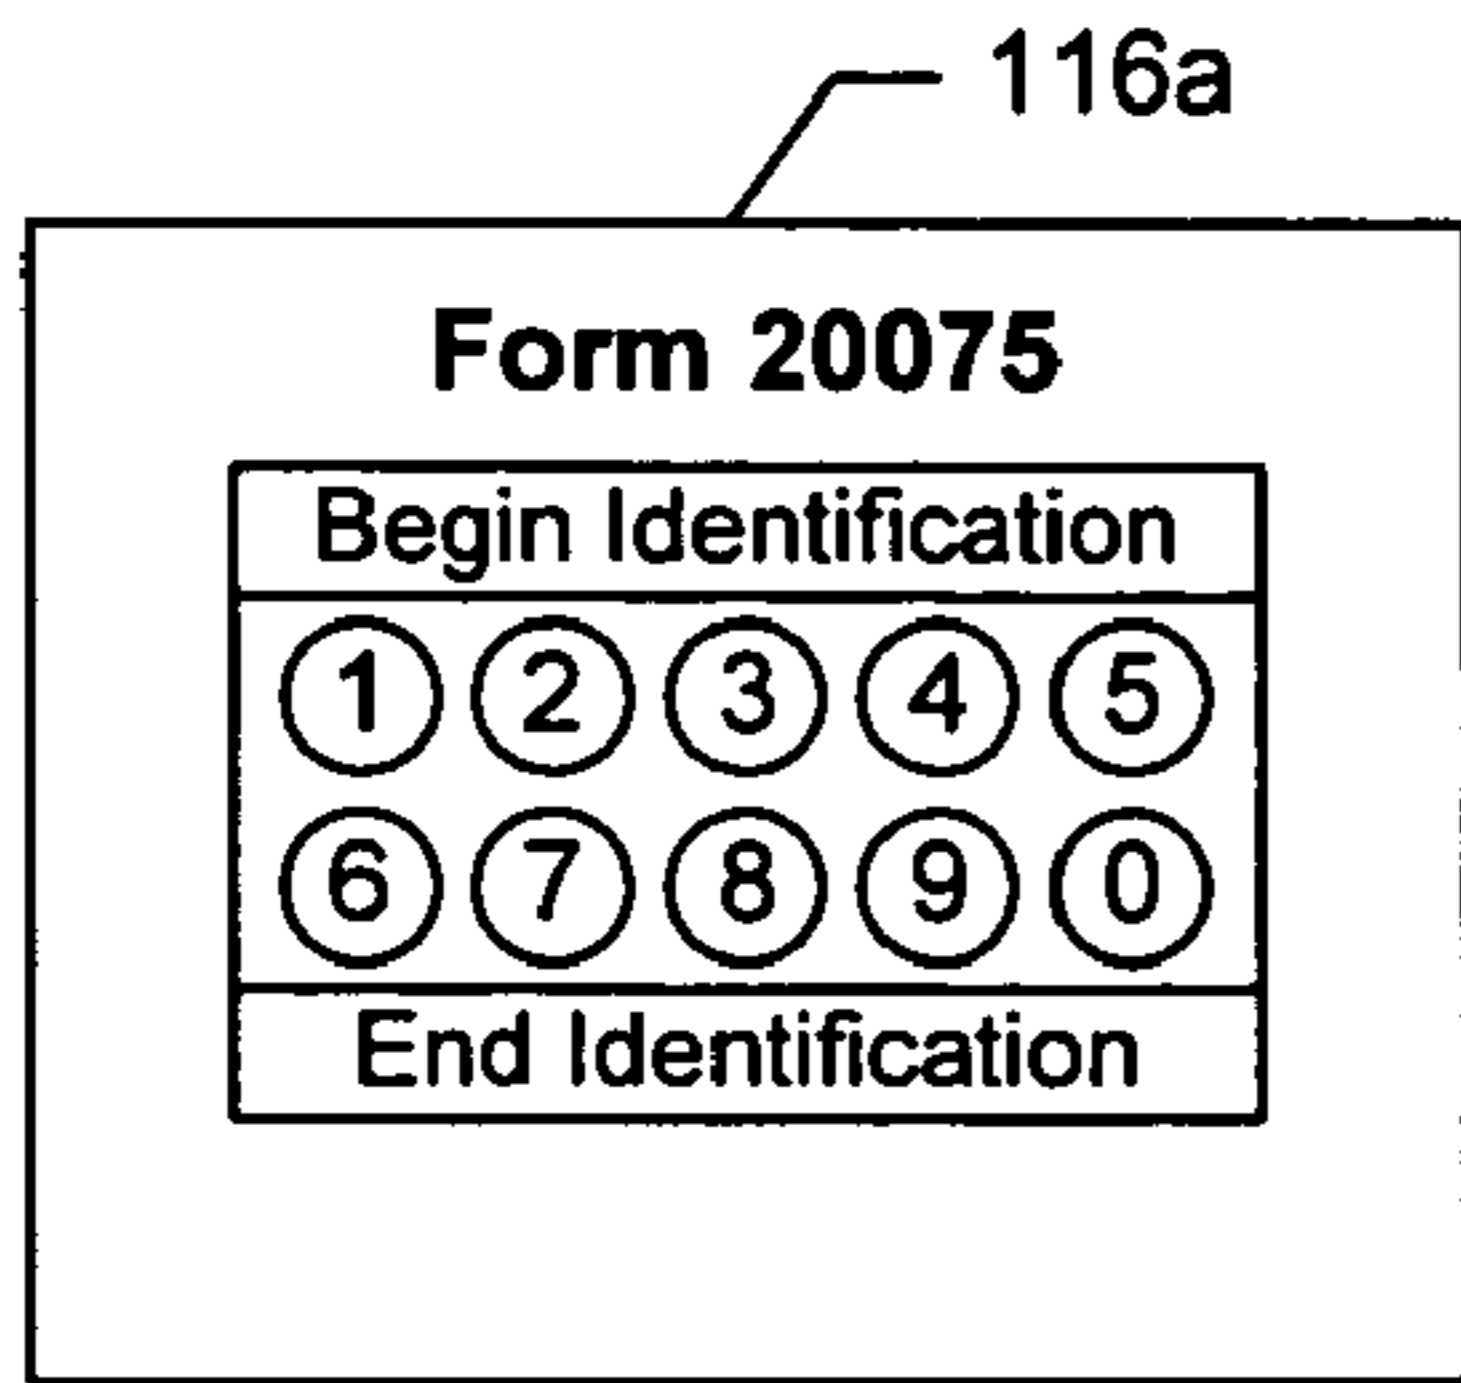 116a
Form 20075
Begin Identification
1 2 3 4 5
6 7 8 9 0
End Identification